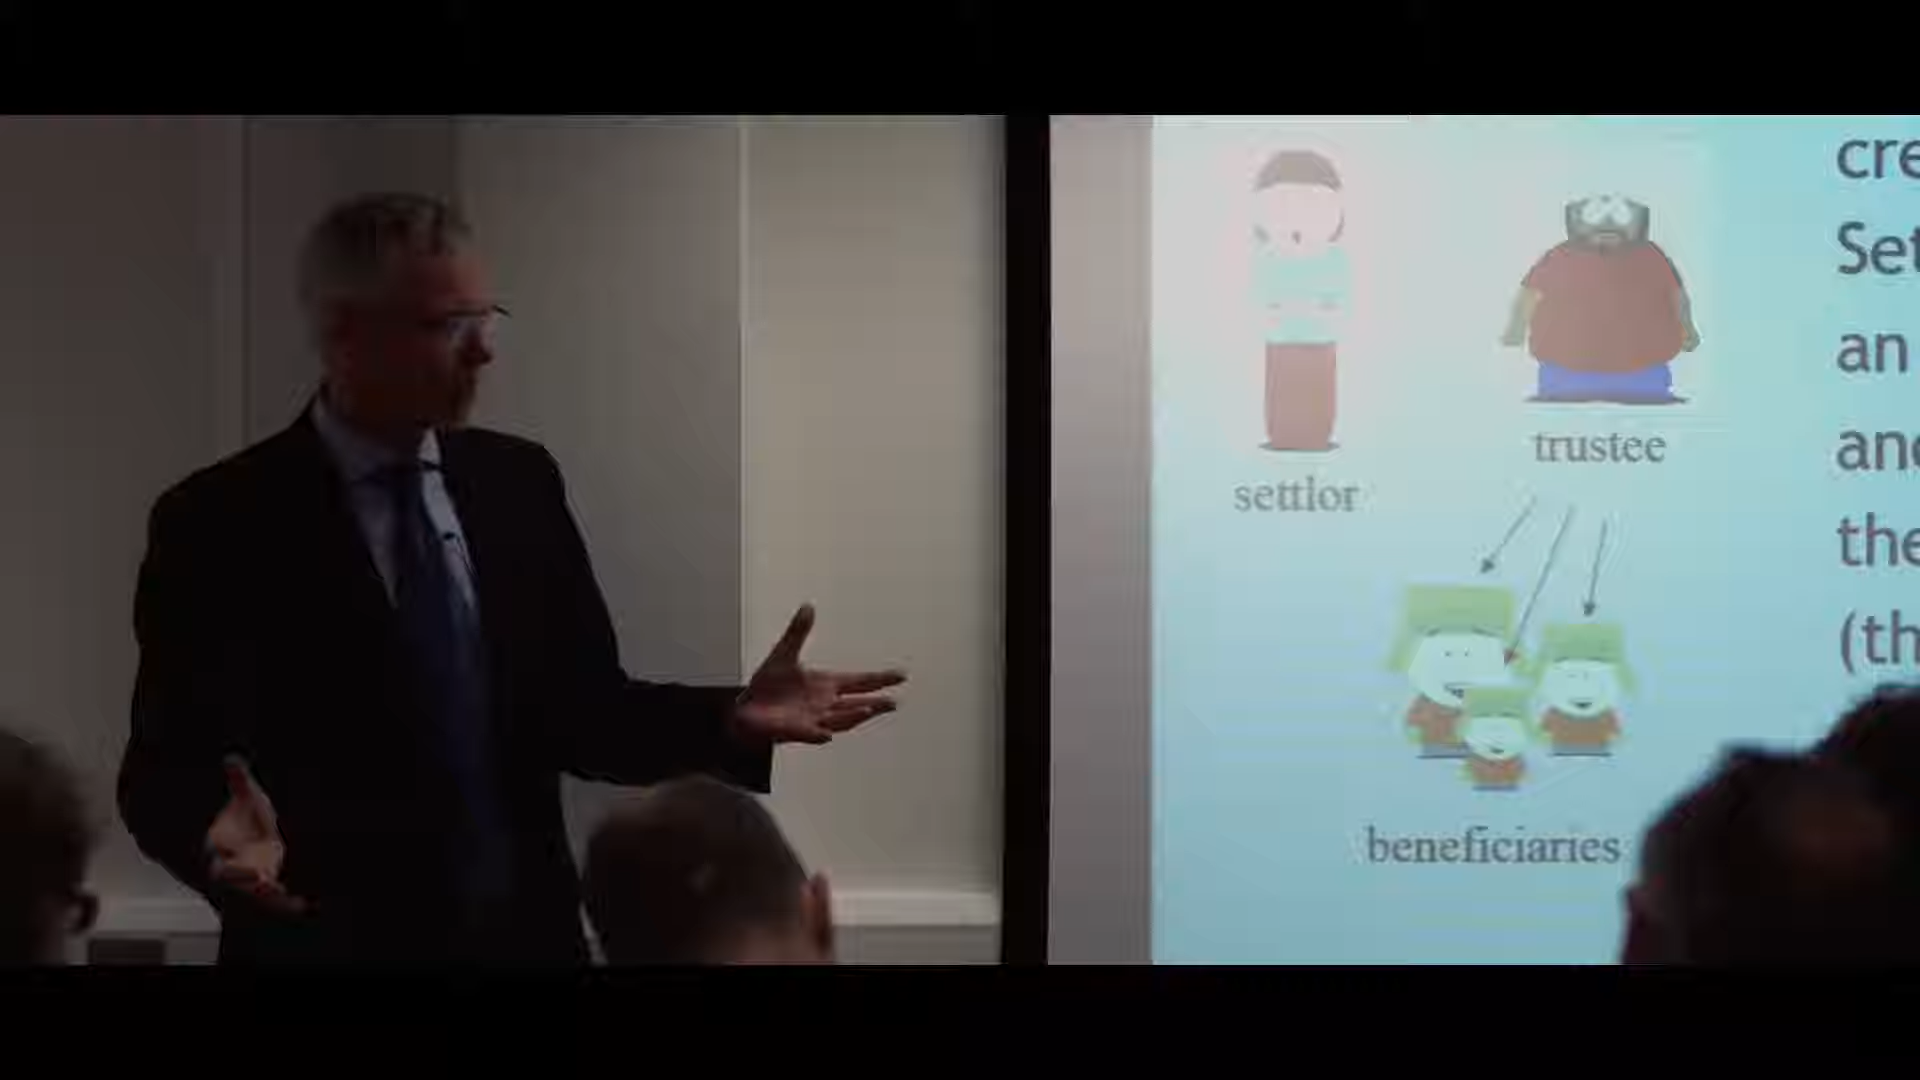 settlor
trustee
beneficiaries
cre
Set
an
and
the
(th